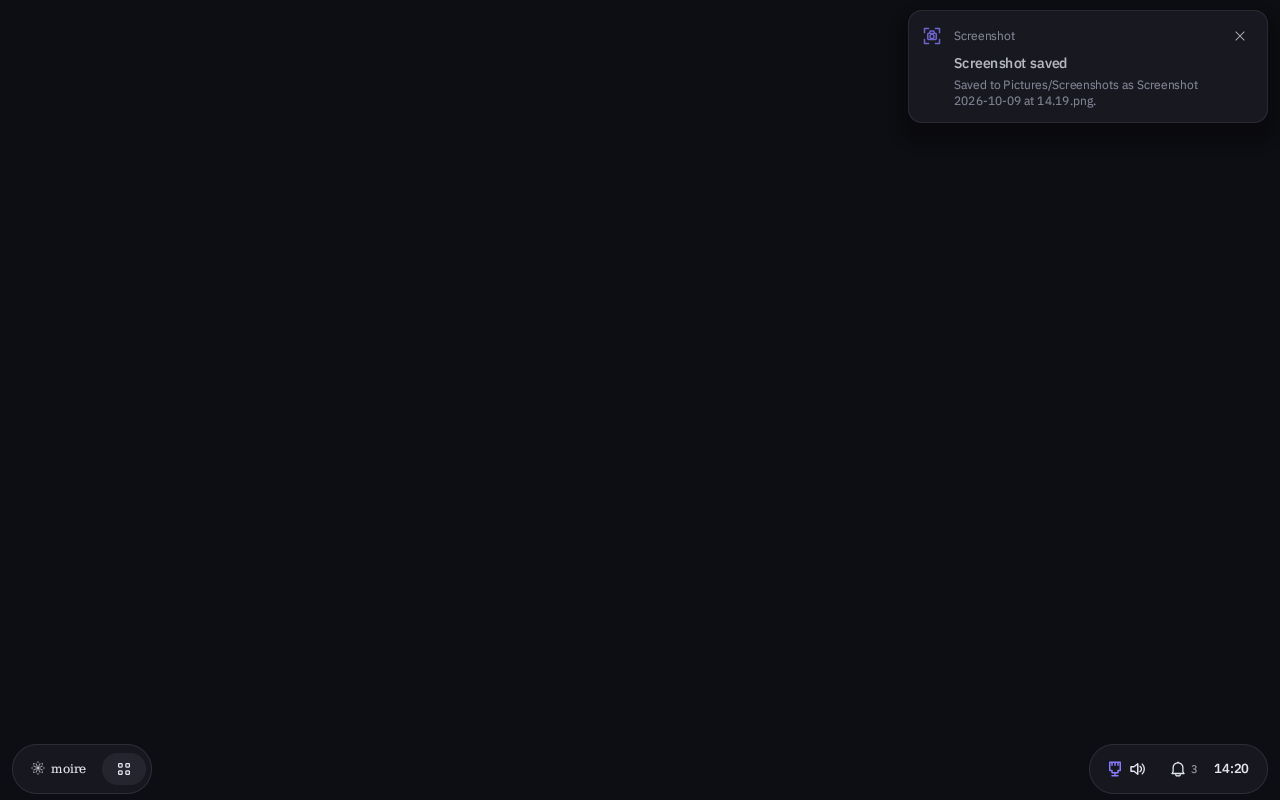 Screenshot
Screenshot saved
Saved to Pictures/Screenshots as Screenshot
2026-10-09 at 14.19.png.
moire
3
14:20